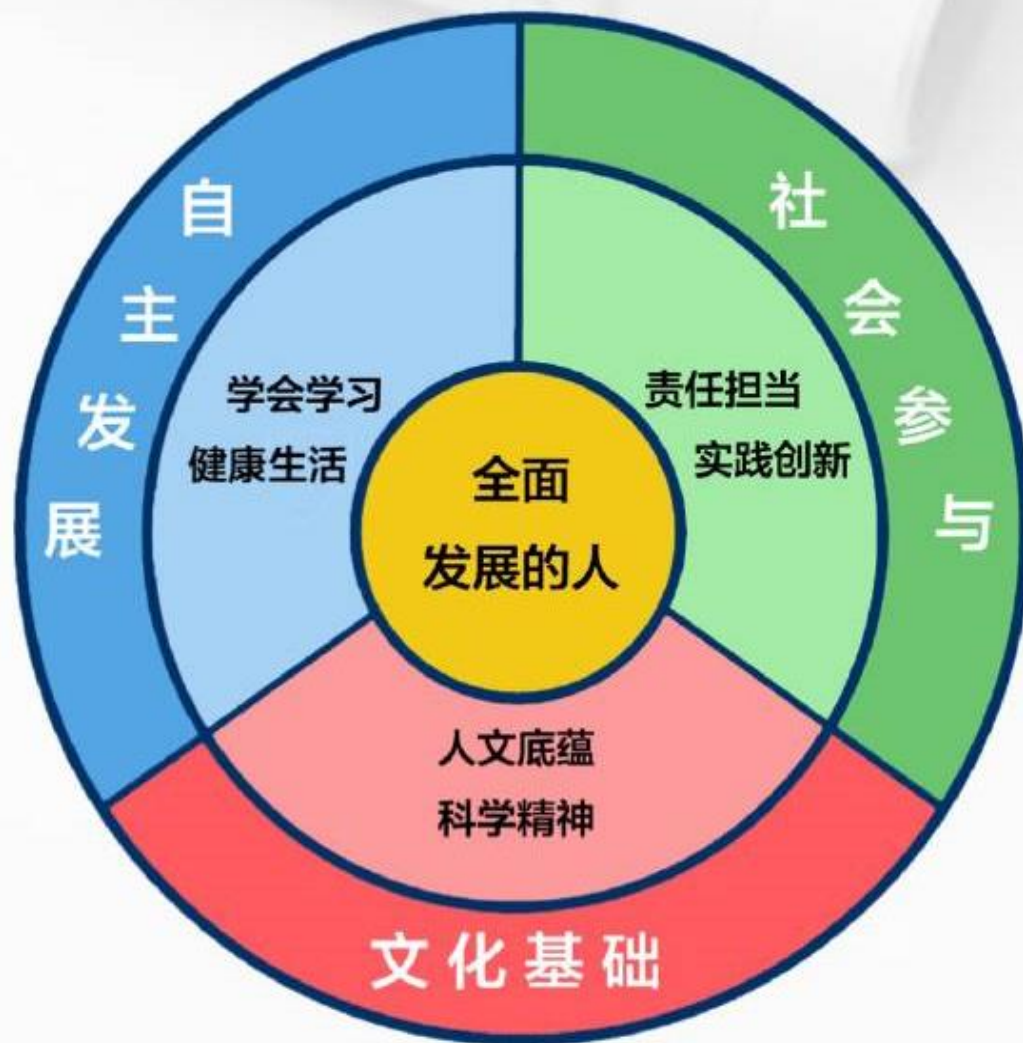 自主发展
社会参与
学会学习
健康生活
责任担当
实践创新
全面
发展的人
人文底蕴
科学精神
文化基础